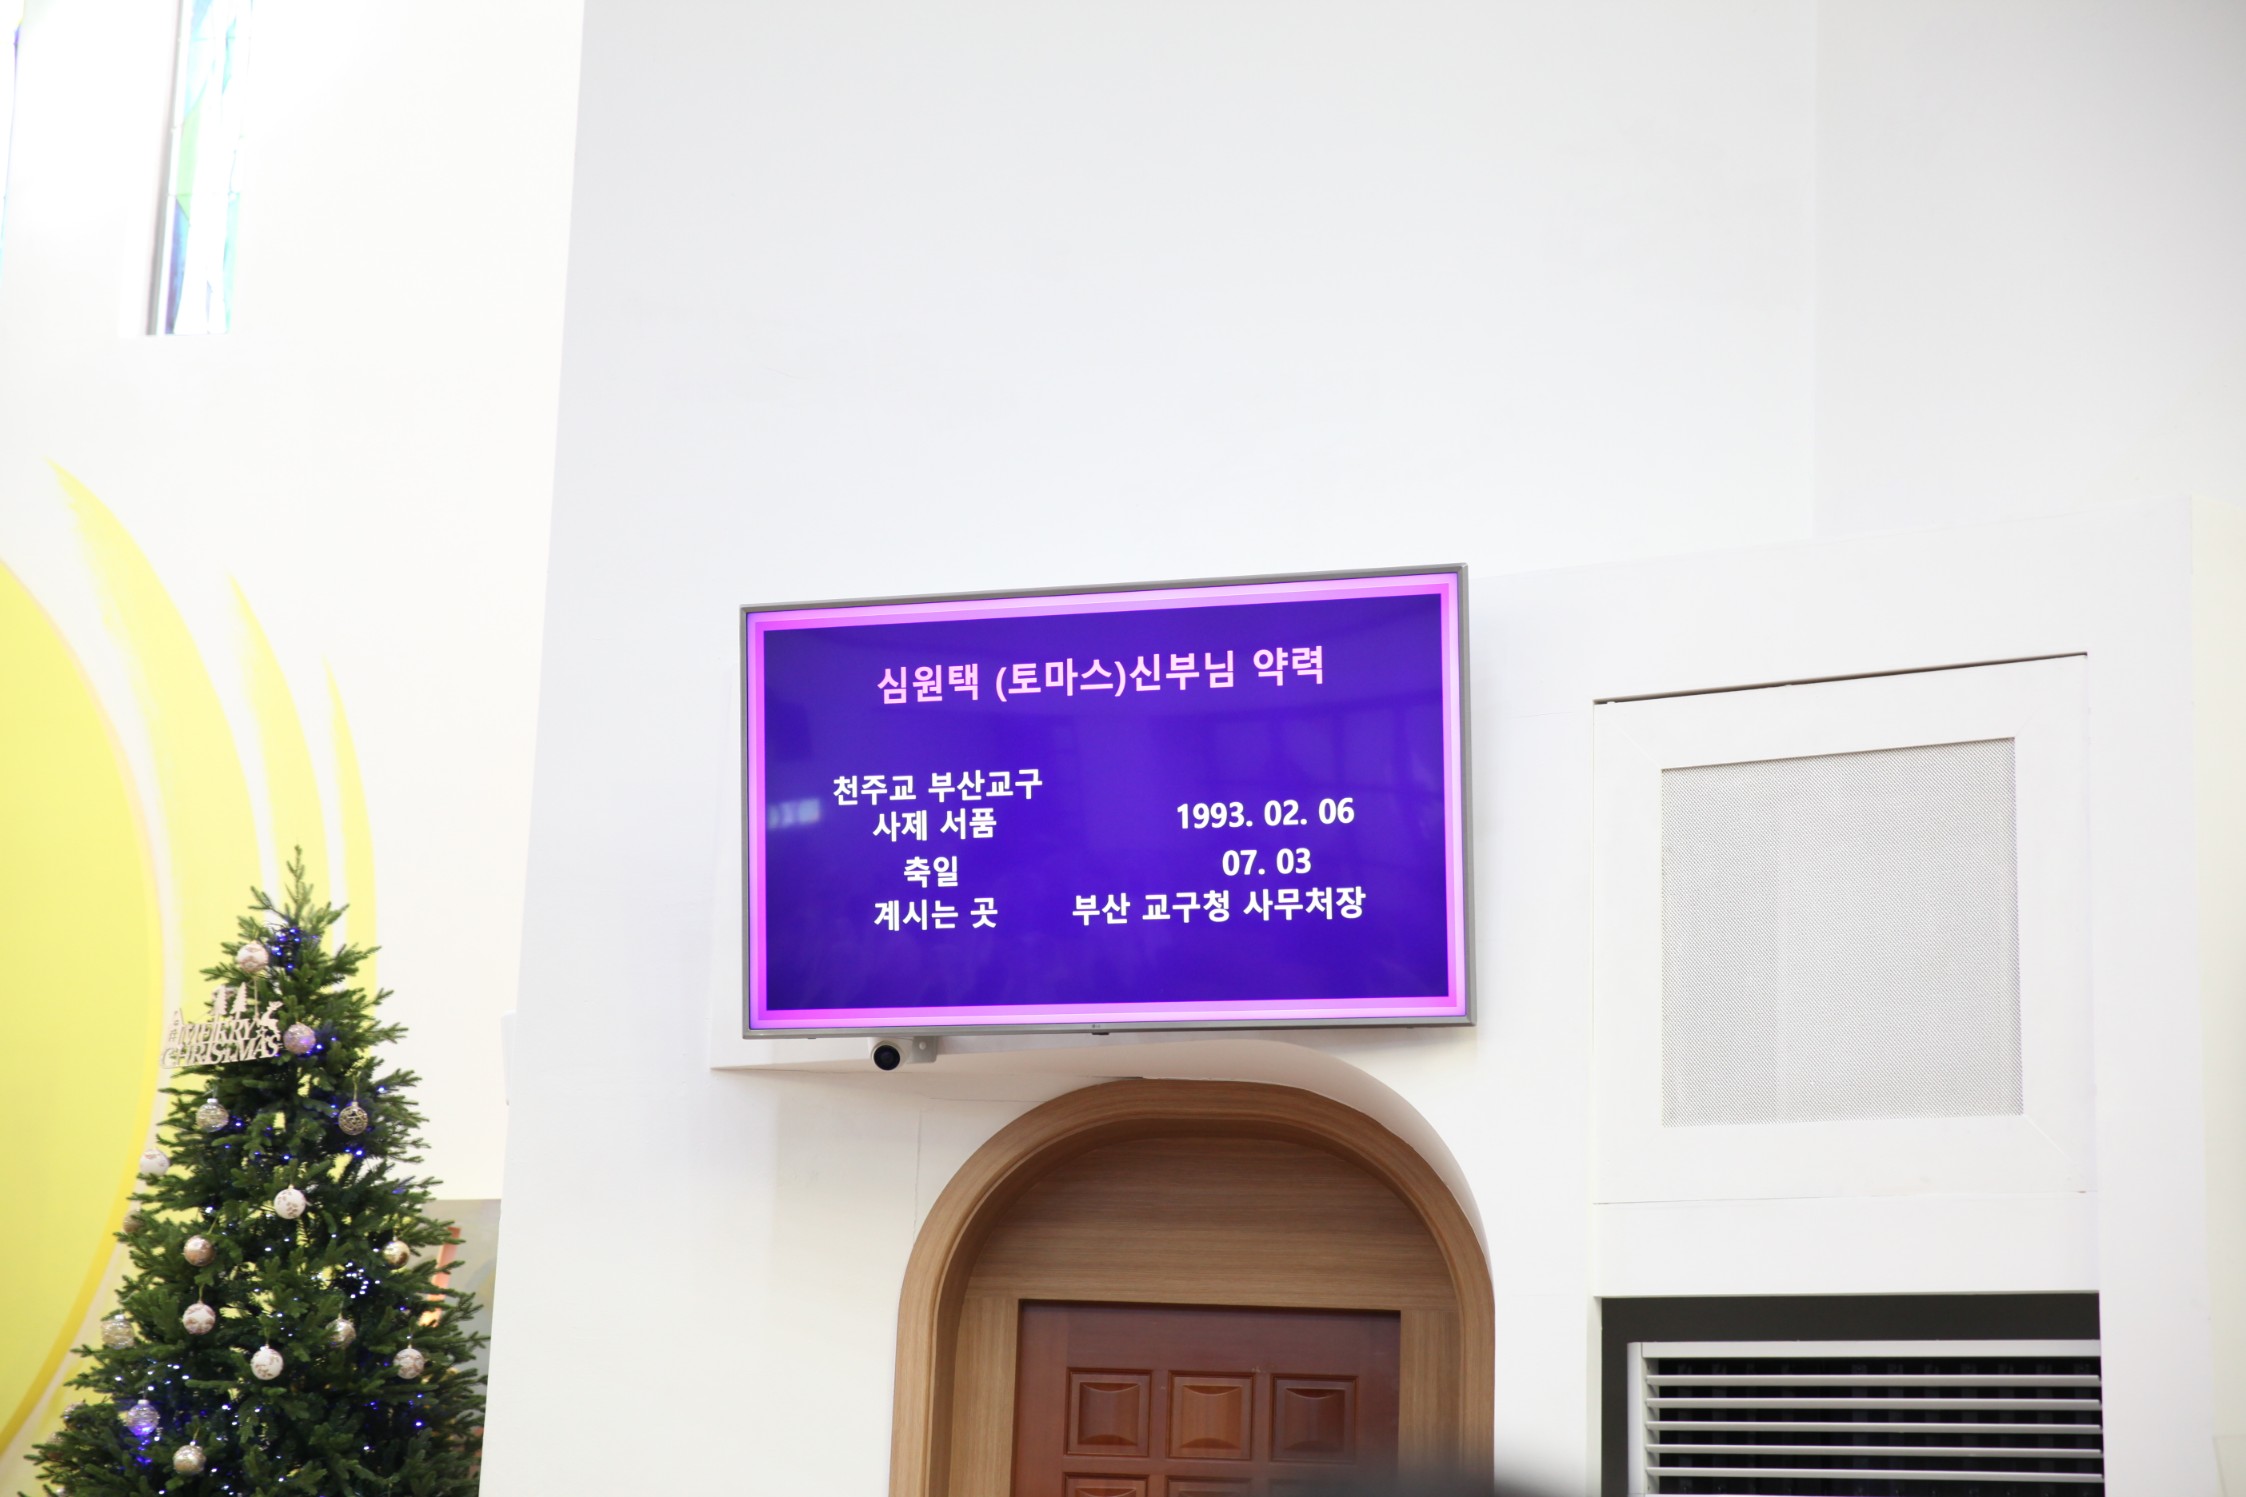 #MERRY
CHRISTMAS
심원택 (토마스)신부님 약력
천주교 부산교구
사제 서품 1993. 02. 06
축일 07. 03
계시는 곳 부산 교구청 사무처장